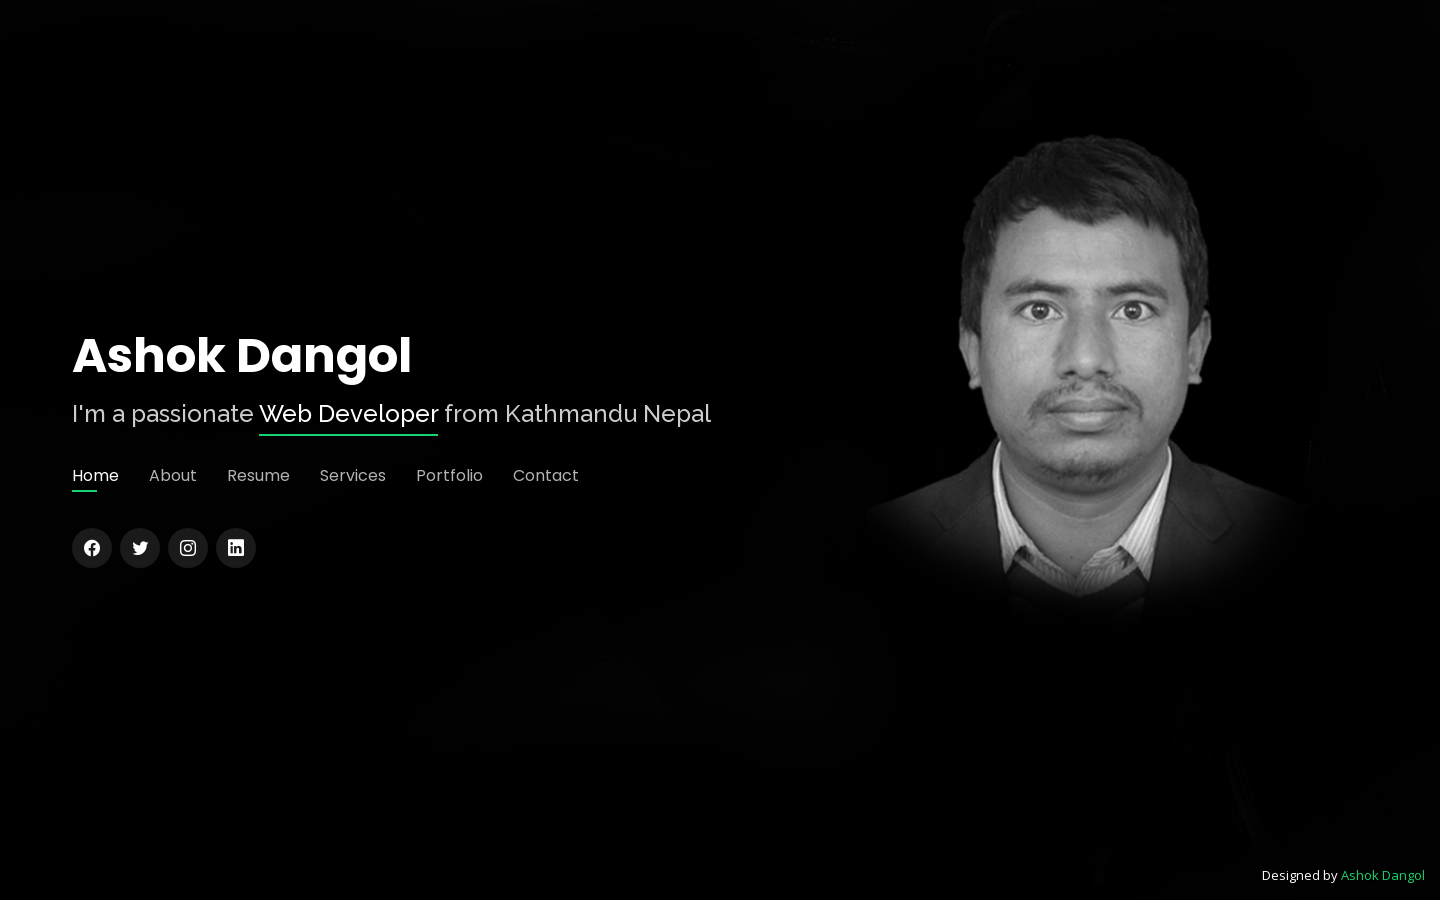 Ashok Dangol
I'm a passionate Web Developer from Kathmandu Nepal
Home About Resume Services Portfolio Contact
Designed by Ashok Dangol